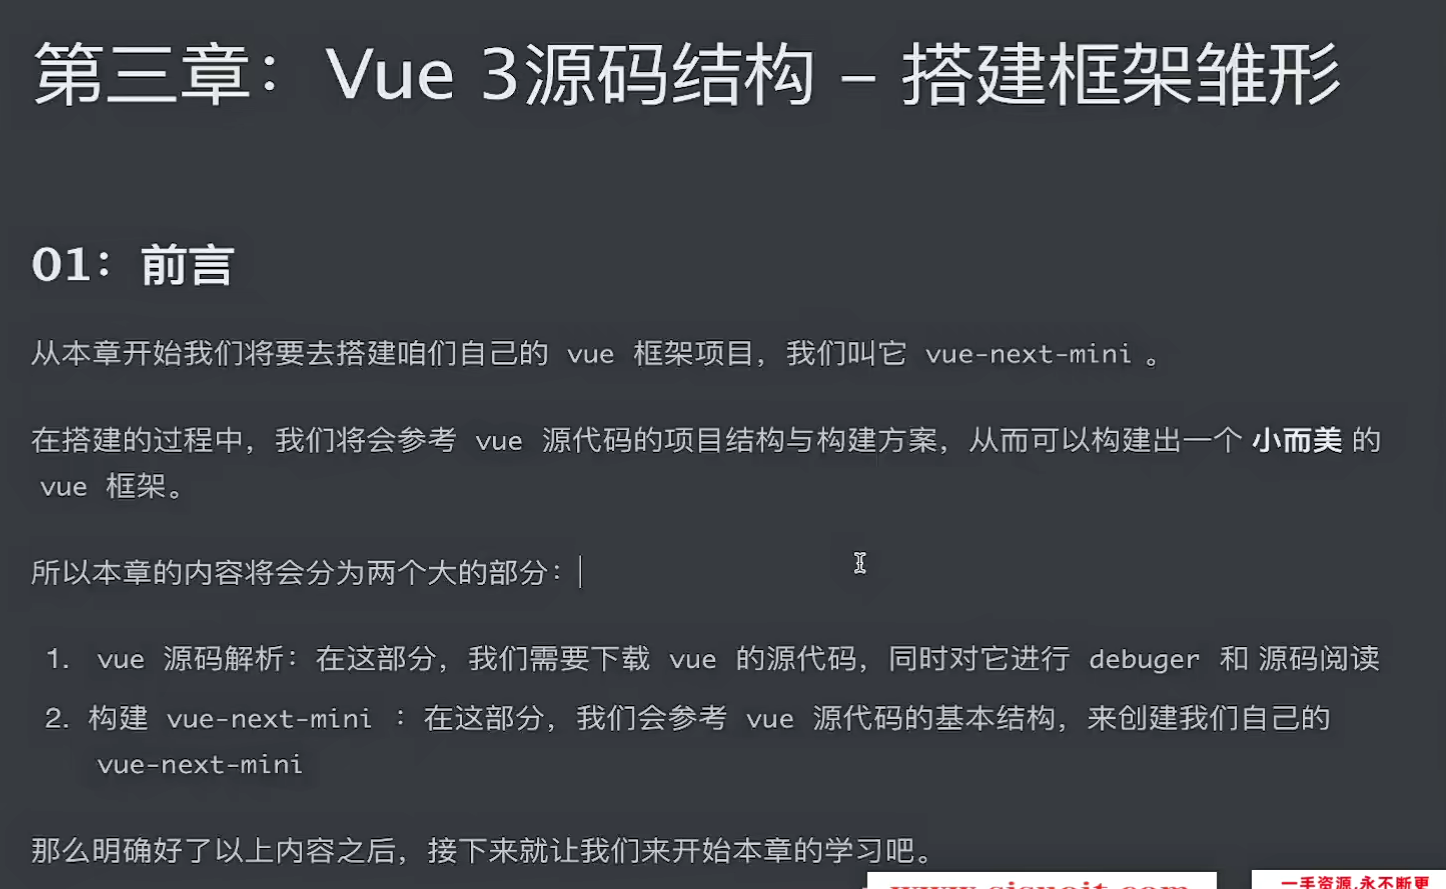 第三章：Vue 3源码结构 – 搭建框架雏形
01：前言
从本章开始我们将要去搭建咱们自己的 vue 框架项目，我们叫它 vue-next-mini 。
在搭建的过程中，我们将会参考 vue 源代码的项目结构与构建方案，从而可以构建出一个 小而美 的
vue 框架。
所以本章的内容将会分为两个大的部分：
1. vue 源码解析：在这部分，我们需要下载 vue 的源代码，同时对它进行 debuger 和 源码阅读
2. 构建 vue-next-mini ：在这部分，我们会参考 vue 源代码的基本结构，来创建我们自己的
vue-next-mini
那么明确好了以上内容之后，接下来就让我们来开始本章的学习吧。
一手资源,永不断更